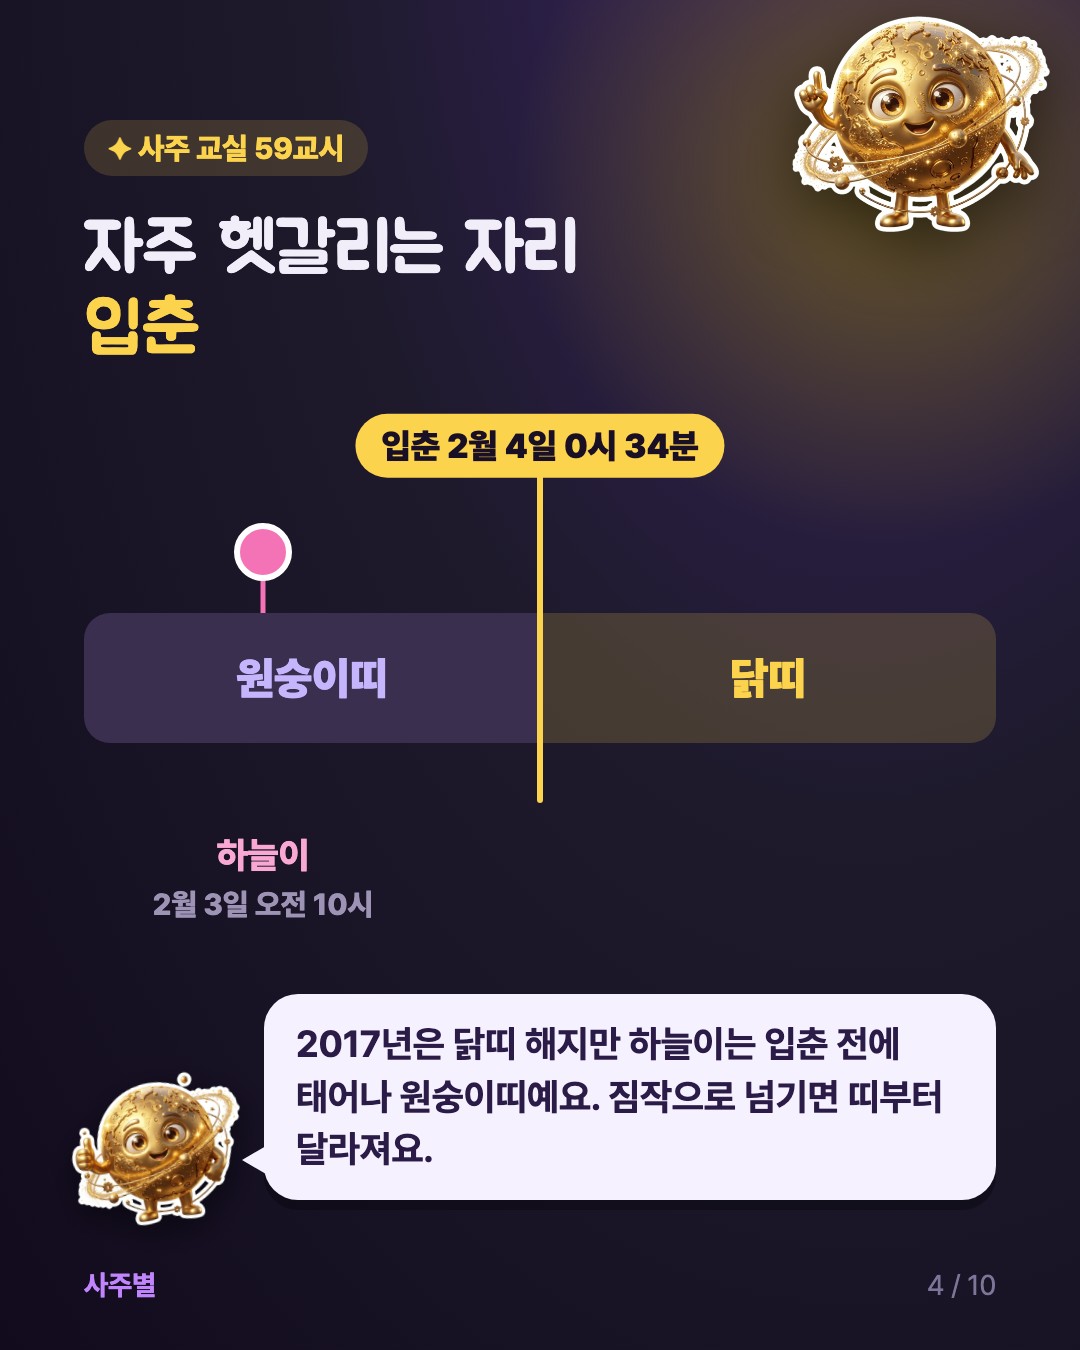 ✦ 사주 교실 59교시
자주 헷갈리는 자리
입춘
입춘 2월 4일 0시 34분
원숭이띠
닭띠
하늘이
2월 3일 오전 10시
2017년은 닭띠 해지만 하늘이는 입춘 전에
태어나 원숭이띠예요. 짐작으로 넘기면 띠부터
달라져요.
사주별
4 / 10